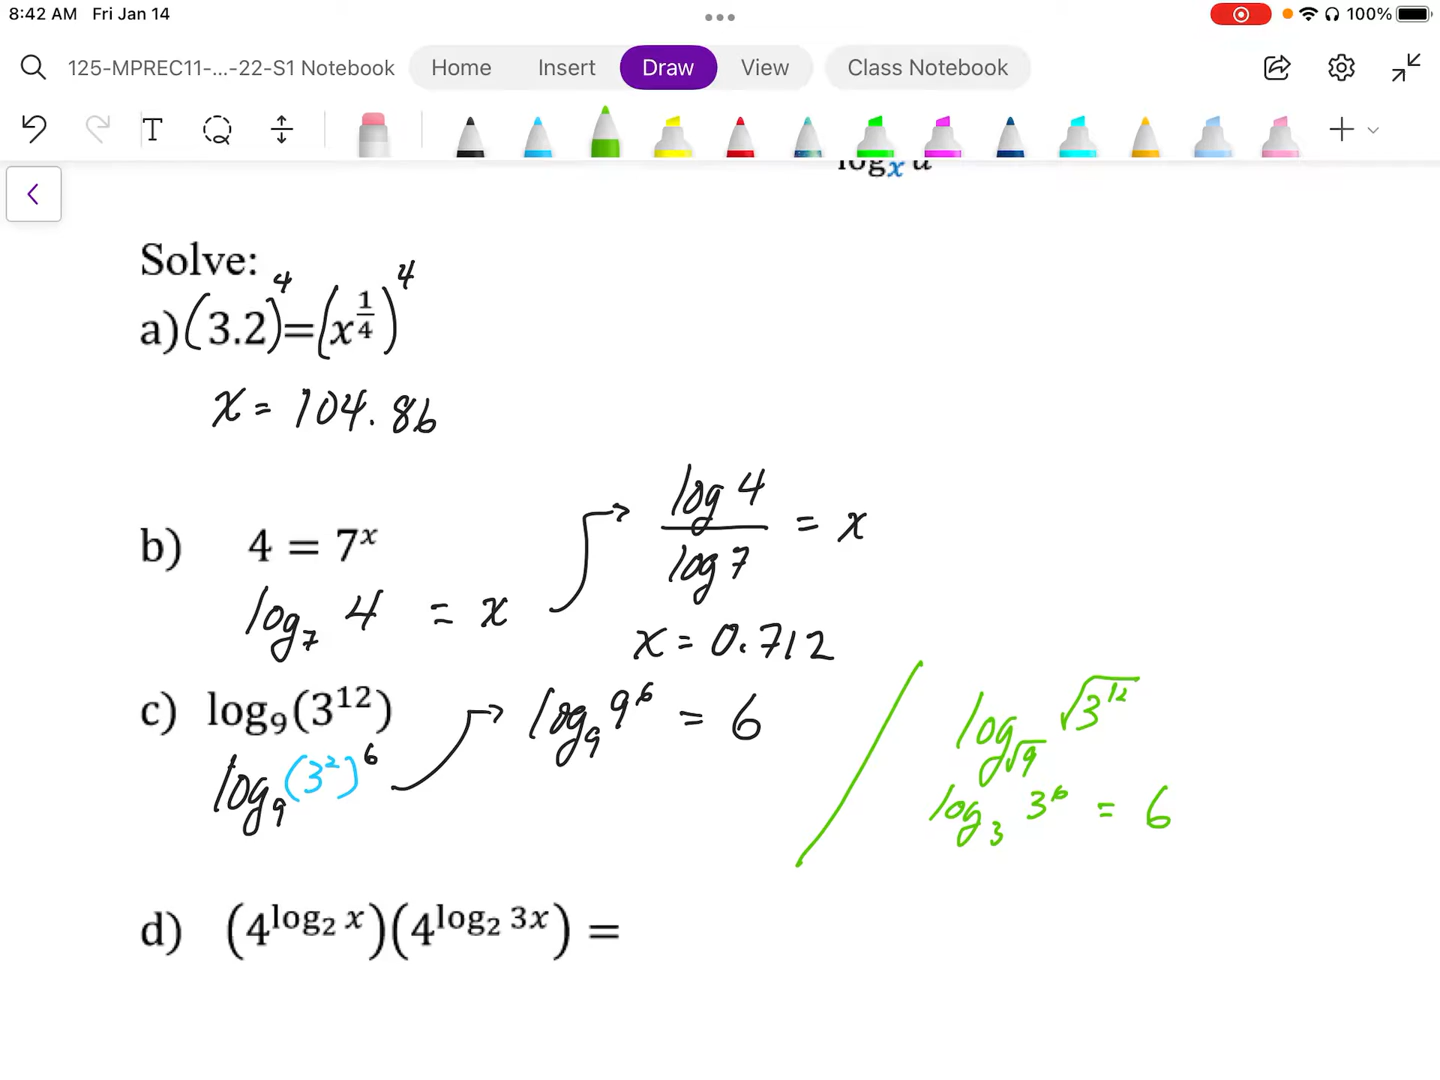 8:42 AM Fri Jan 14 100%
125-MPREC11-...-22-S1 Notebook Home Insert Draw View Class Notebook
T
logₓ a
Solve:
a) (3.2)⁴ = (x^(1/4))⁴
x = 104.86
b) 4 = 7ˣ
log₇ 4 = x → log 4 / log 7 = x
x = 0.712
c) log₉(3¹²)
log₉(3²)⁶ → log₉ 9⁶ = 6
log_√9 √3¹²
log₃ 3⁶ = 6
d) (4^(log₂ x))(4^(log₂ 3x)) =